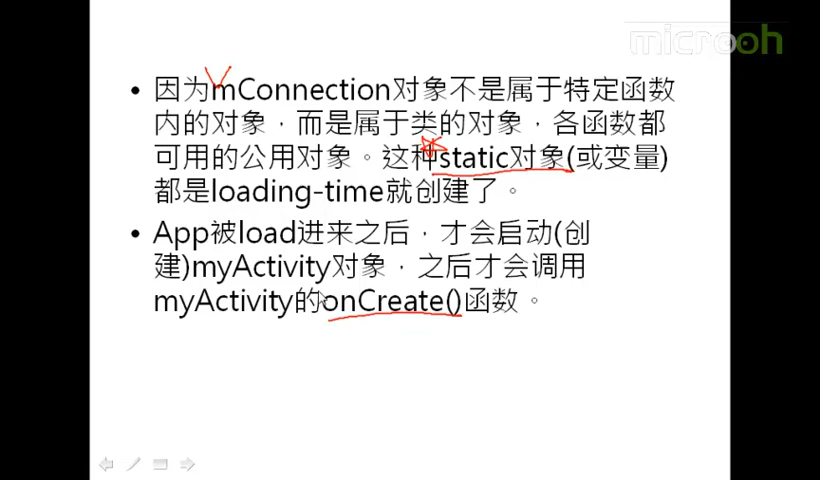 microoh
因为mConnection对象不是属于特定函数
内的对象，而是属于类的对象，各函数都
可用的公用对象。这种static对象(或变量)
都是loading-time就创建了。
App被load进来之后，才会启动(创
建)myActivity对象，之后才会调用
myActivity的onCreate()函数。